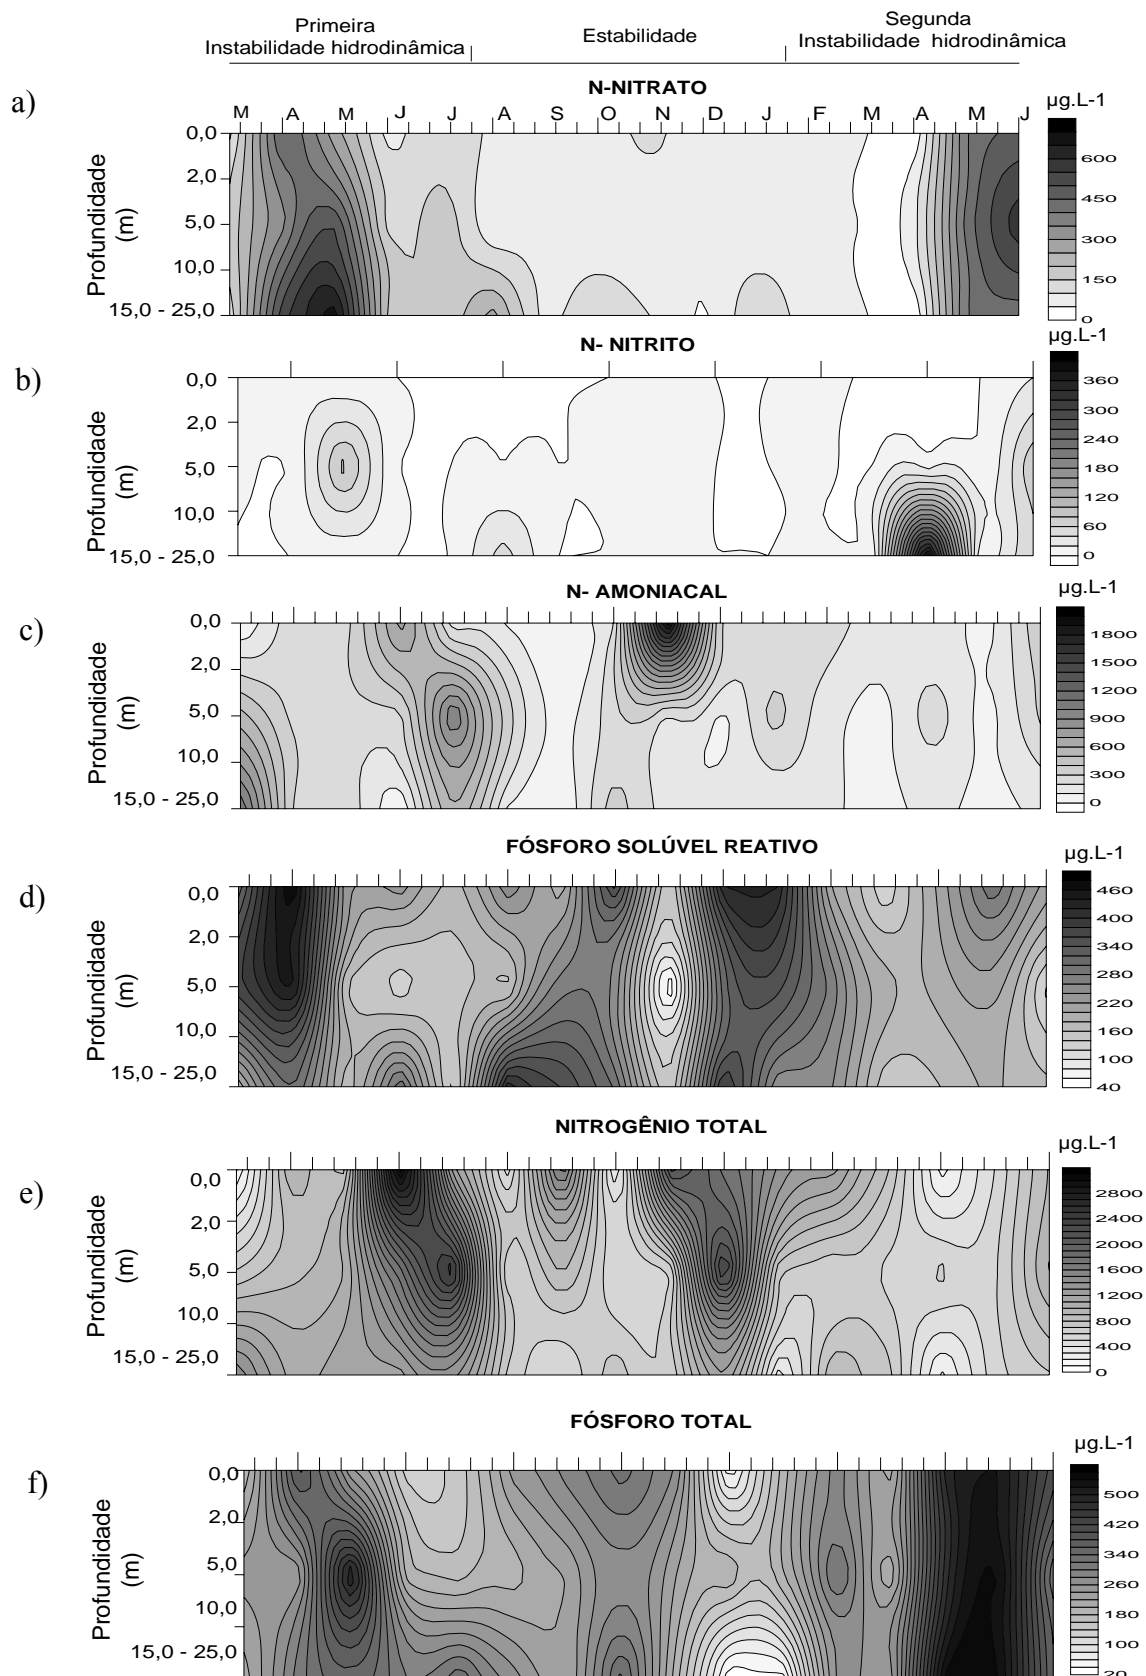 Primeira
Instabilidade hidrodinâmica
Estabilidade
Segunda
Instabilidade hidrodinâmica
a)
N-NITRATO
M A M J J A S O N D J F M A M J
µg.L-1
Profundidade
(m)
0,0
2,0
5,0
10,0
15,0 - 25,0
600
450
300
150
0
b)
N- NITRITO
µg.L-1
Profundidade
(m)
0,0
2,0
5,0
10,0
15,0 - 25,0
360
300
240
180
120
60
0
c)
N- AMONIACAL
µg.L-1
Profundidade
(m)
0,0
2,0
5,0
10,0
15,0 - 25,0
1800
1500
1200
900
600
300
0
d)
FÓSFORO SOLÚVEL REATIVO
µg.L-1
Profundidade
(m)
0,0
2,0
5,0
10,0
15,0 - 25,0
460
400
340
280
220
160
100
40
e)
NITROGÊNIO TOTAL
µg.L-1
Profundidade
(m)
0,0
2,0
5,0
10,0
15,0 - 25,0
2800
2400
2000
1600
1200
800
400
0
f)
FÓSFORO TOTAL
µg.L-1
Profundidade
(m)
0,0
2,0
5,0
10,0
15,0 - 25,0
500
420
340
260
180
100
20